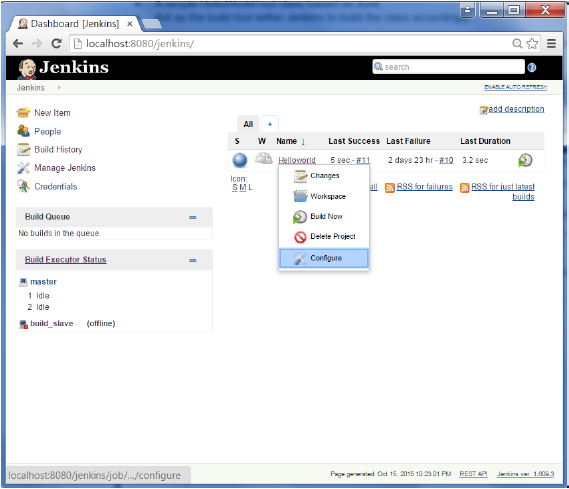 Dashboard [Jenkins]
localhost:8080/jenkins/
Jenkins
search
Jenkins
ENABLE AUTO REFRESH
New Item
People
Build History
Manage Jenkins
Credentials
add description
All +
S W Name ↓ Last Success Last Failure Last Duration
Helloworld 5 sec - #11 2 days 23 hr - #10 3.2 sec
Icon: S M L
all RSS for failures RSS for just latest builds
Changes
Workspace
Build Now
Delete Project
Configure
Build Queue
No builds in the queue.
Build Executor Status
master
1 Idle
2 Idle
build_slave (offline)
localhost:8080/jenkins/job/.../configure
Page generated: Oct 15, 2015 10:23:01 PM REST API Jenkins ver. 1.609.3